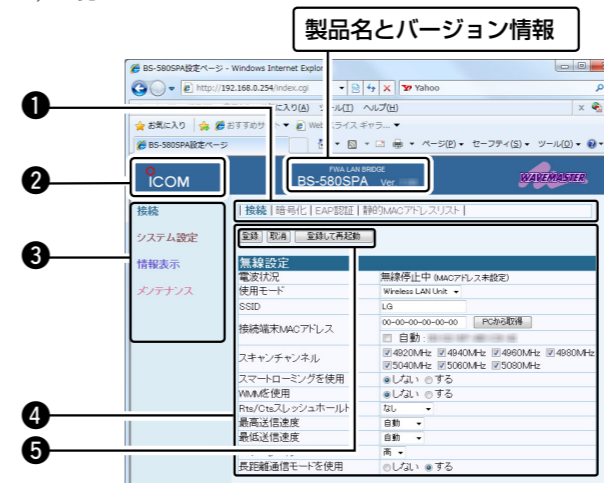 製品名とバージョン情報
BS-580SPA設定ページ - Windows Internet Explor
http://192.168.0.254/index.cgi
Yahoo
に入り(A)
ール(T) ヘルプ(H)
お気に入り
おすすめサ
Web
スライス ギャラ...
BS-580SPA設定ページ
ページ(P) セーフティ(S) ツール(O)
❶
❷
❸
❹
❺
ICOM
FWA LAN BRIDGE
BS-580SPA Ver
WAVEMASTER
接続
システム設定
情報表示
メンテナンス
| 接続 | 暗号化 | EAP認証 | 静的MACアドレスリスト |
登録 取消 登録して再起動
無線設定
電波状況 無線停止中 (MACアドレス未設定)
使用モード Wireless LAN Unit
SSID LG
接続端末MACアドレス 00-00-00-00-00-00 PCから取得
自動:
スキャンチャンネル 4920MHz 4940MHz 4960MHz 4980MHz
5040MHz 5060MHz 5080MHz
スマートローミングを使用 しない する
WMMを使用 しない する
Rts/Ctsスレッショホールド なし
最高送信速度 自動
最低送信速度 自動
高
長距離通信モードを使用 しない する